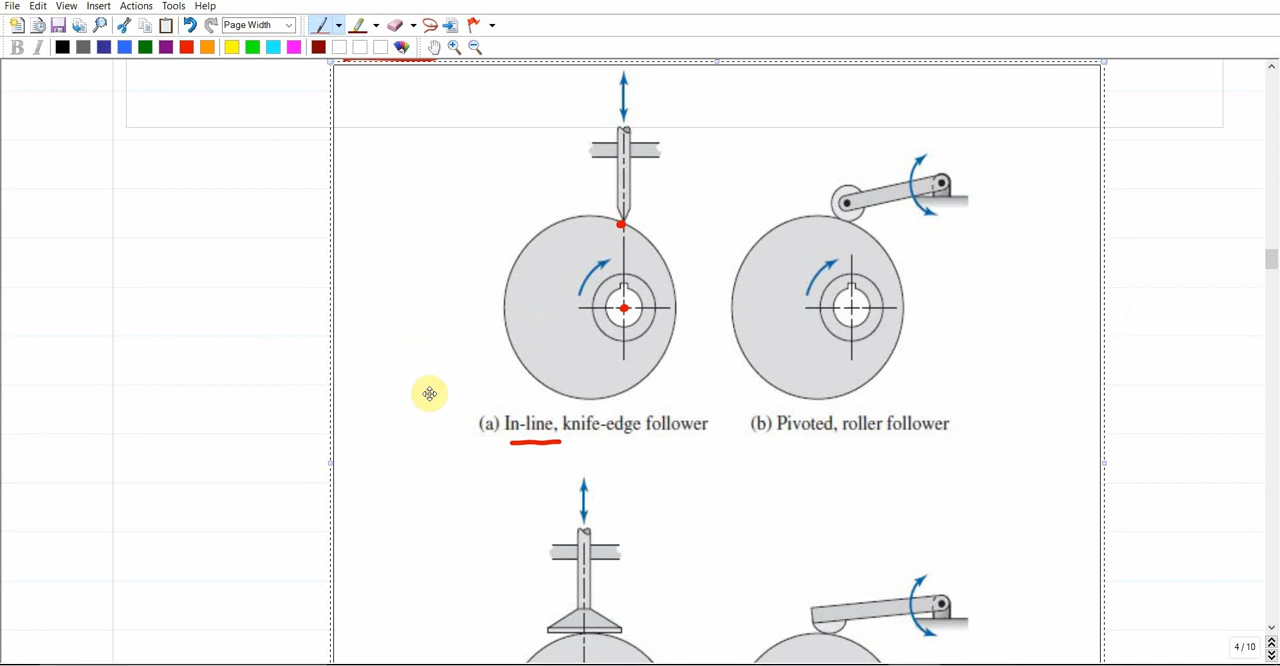 File Edit View Insert Actions Tools Help
Page Width
B I
(a) In-line, knife-edge follower
(b) Pivoted, roller follower
4 / 10